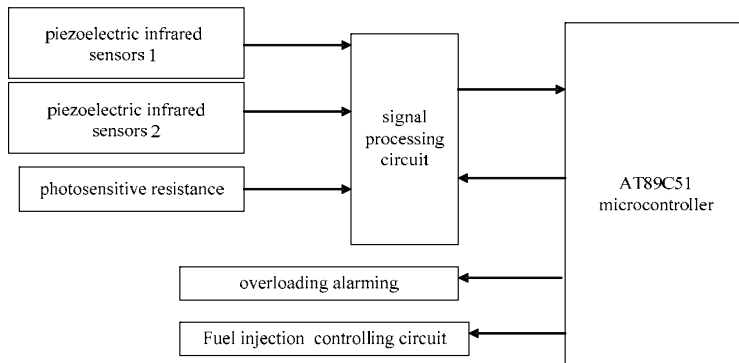 piezoelectric infrared
sensors 1
piezoelectric infrared
sensors 2
photosensitive resistance
signal
processing
circuit
AT89C51
microcontroller
overloading alarming
Fuel injection controlling circuit